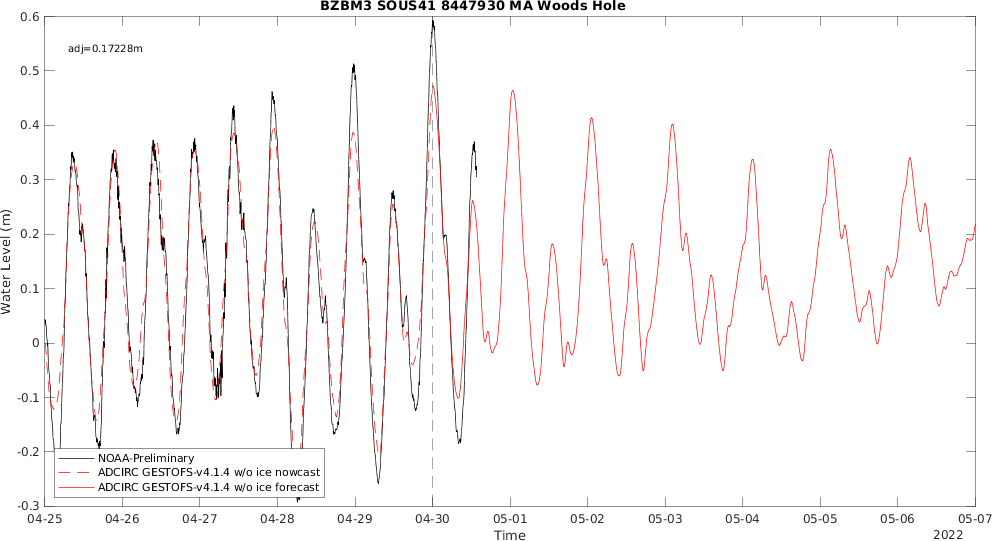 BZBM3 SOUS41 8447930 MA Woods Hole
adj=0.17228m
Water Level (m)
0.6
0.5
0.4
0.3
0.2
0.1
0
-0.1
-0.2
-0.3
NOAA-Preliminary
ADCIRC GESTOFS-v4.1.4 w/o ice nowcast
ADCIRC GESTOFS-v4.1.4 w/o ice forecast
04-25 04-26 04-27 04-28 04-29 04-30 05-01 05-02 05-03 05-04 05-05 05-06 05-07
Time
2022